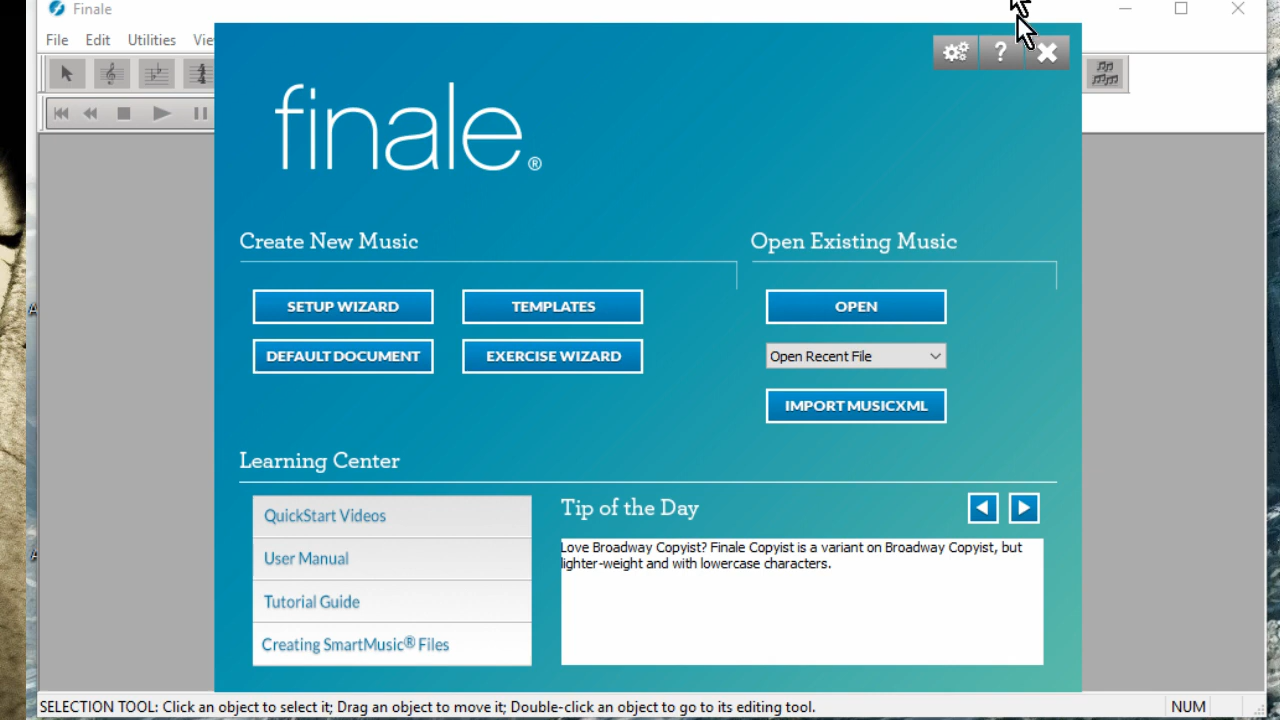 Finale
File Edit Utilities
finale®
Create New Music
Open Existing Music
SETUP WIZARD
TEMPLATES
OPEN
DEFAULT DOCUMENT
EXERCISE WIZARD
Open Recent File
IMPORT MUSICXML
Learning Center
QuickStart Videos
User Manual
Tutorial Guide
Creating SmartMusic® Files
Tip of the Day
Love Broadway Copyist? Finale Copyist is a variant on Broadway Copyist, but
lighter-weight and with lowercase characters.
SELECTION TOOL: Click an object to select it; Drag an object to move it; Double-click an object to go to its editing tool.
NUM